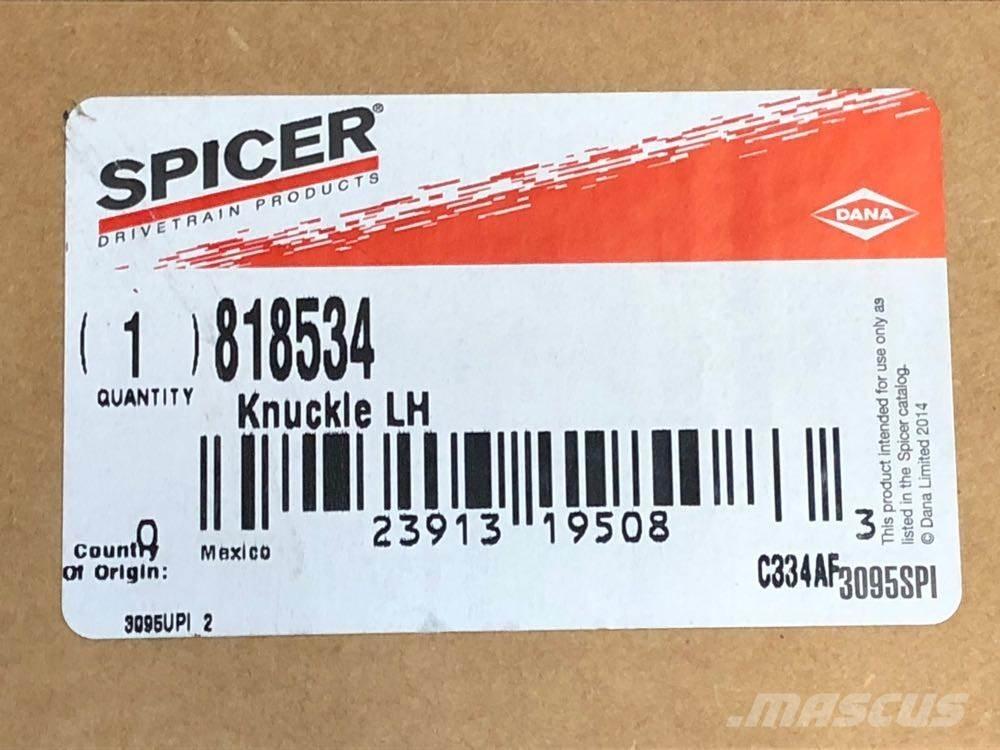 SPICER®
DRIVETRAIN PRODUCTS
DANA
( 1 ) 818534
QUANTITY
Knuckle LH
0 23913 19508 3
Country
Of Origin:
Mexico
C334AF
3095SPI
3095UPI 2
This product intended for use only as
listed in the Spicer catalog.
© Dana Limited 2014
.mascus